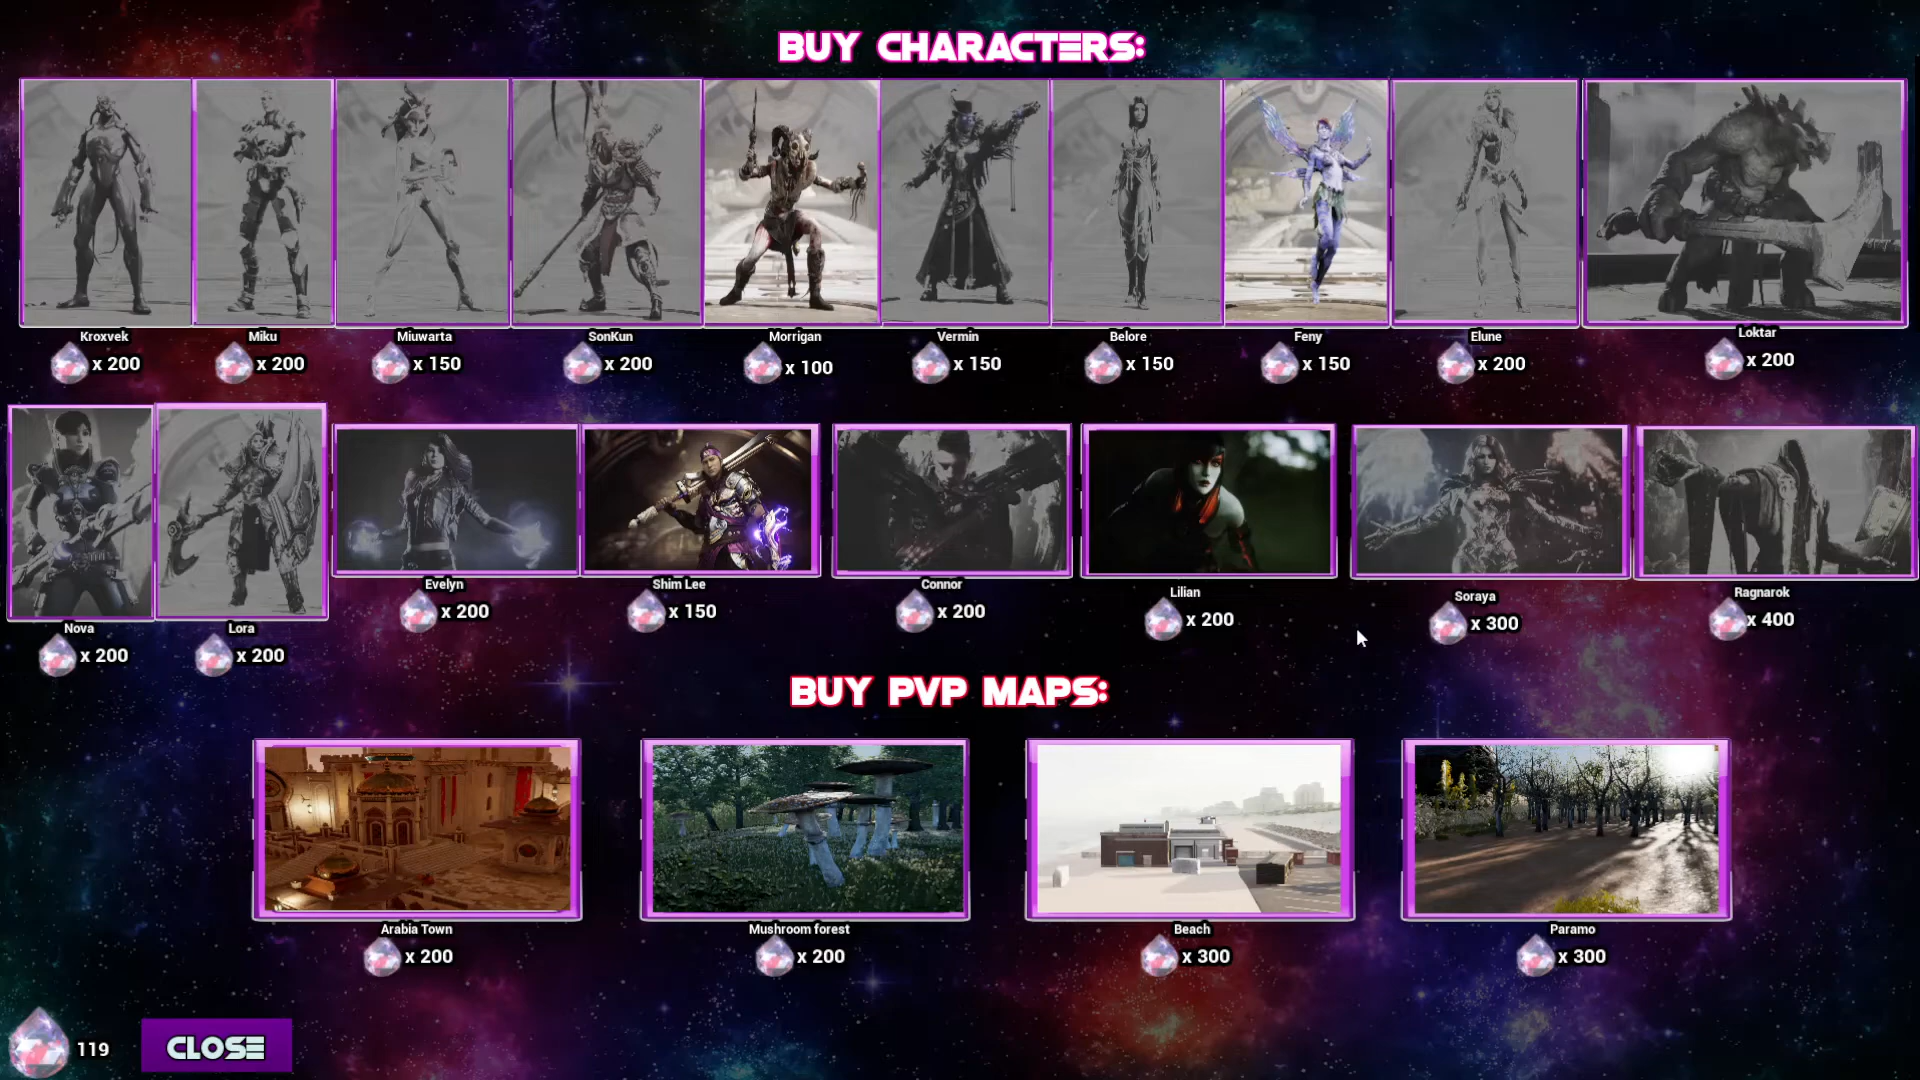 BUY CHARACTERS:
Kroxvek Miku Miuwarta SonKun Morrigan Vermin Belore Feny Elune Loktar
x 200 x 200 x 150 x 200 x 100 x 150 x 150 x 150 x 200 x 200
Evelyn Shim Lee Connor Lilian Soraya Ragnarok
x 200 x 150 x 200 x 200 x 300 x 400
Nova Lora
x 200 x 200
BUY PVP MAPS:
Arabia Town Mushroom forest Beach Paramo
x 200 x 200 x 300 x 300
119 CLOSE